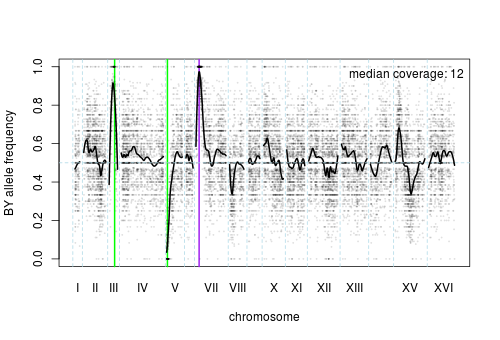 median coverage: 12
BY allele frequency
1.0
0.8
0.6
0.4
0.2
0.0
I II III IV V VII VIII X XI XII XIII XV XVI
chromosome